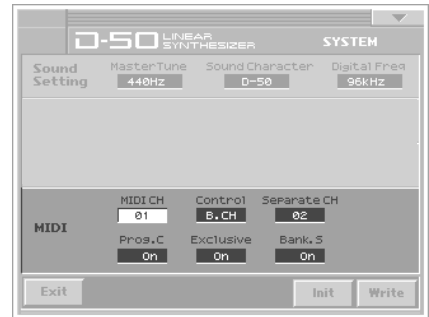 D-50 LINEAR SYNTHESIZER SYSTEM
Sound Setting
MasterTune Sound Character Digital Freq
440Hz D-50 96kHz
MIDI
MIDI CH Control Separate CH
01 B.CH 02
Prog.C Exclusive Bank.S
On On On
Exit Init Write